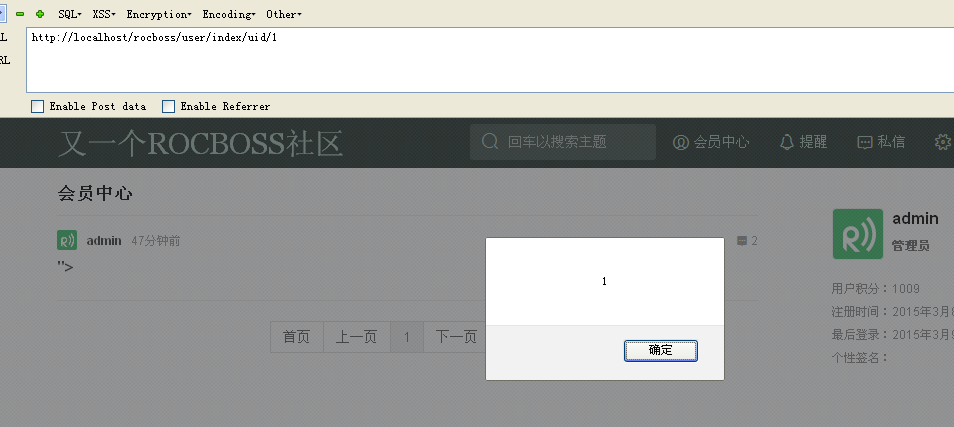 SQL▾ XSS▾ Encryption▾ Encoding▾ Other▾
L http://localhost/rocboss/user/index/uid/1
RL
Enable Post data Enable Referrer
又一个ROCBOSS社区 回车以搜索主题 会员中心 提醒 私信
会员中心
admin 47分钟前 2
">
admin
管理员
用户积分：1009
注册时间：2015年3月
最后登录：2015年3月
个性签名：
首页 上一页 1 下一页
1
确定